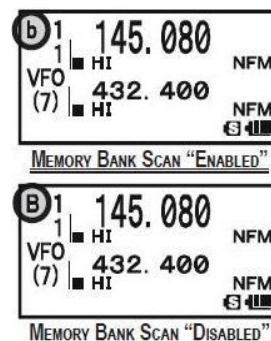 b 1 145.080
1 HI NFM
VFO
(7) HI 432.400 NFM
S
MEMORY BANK SCAN “ENABLED”
B 1 145.080
1 HI NFM
VFO
(7) HI 432.400 NFM
S
MEMORY BANK SCAN “DISABLED”